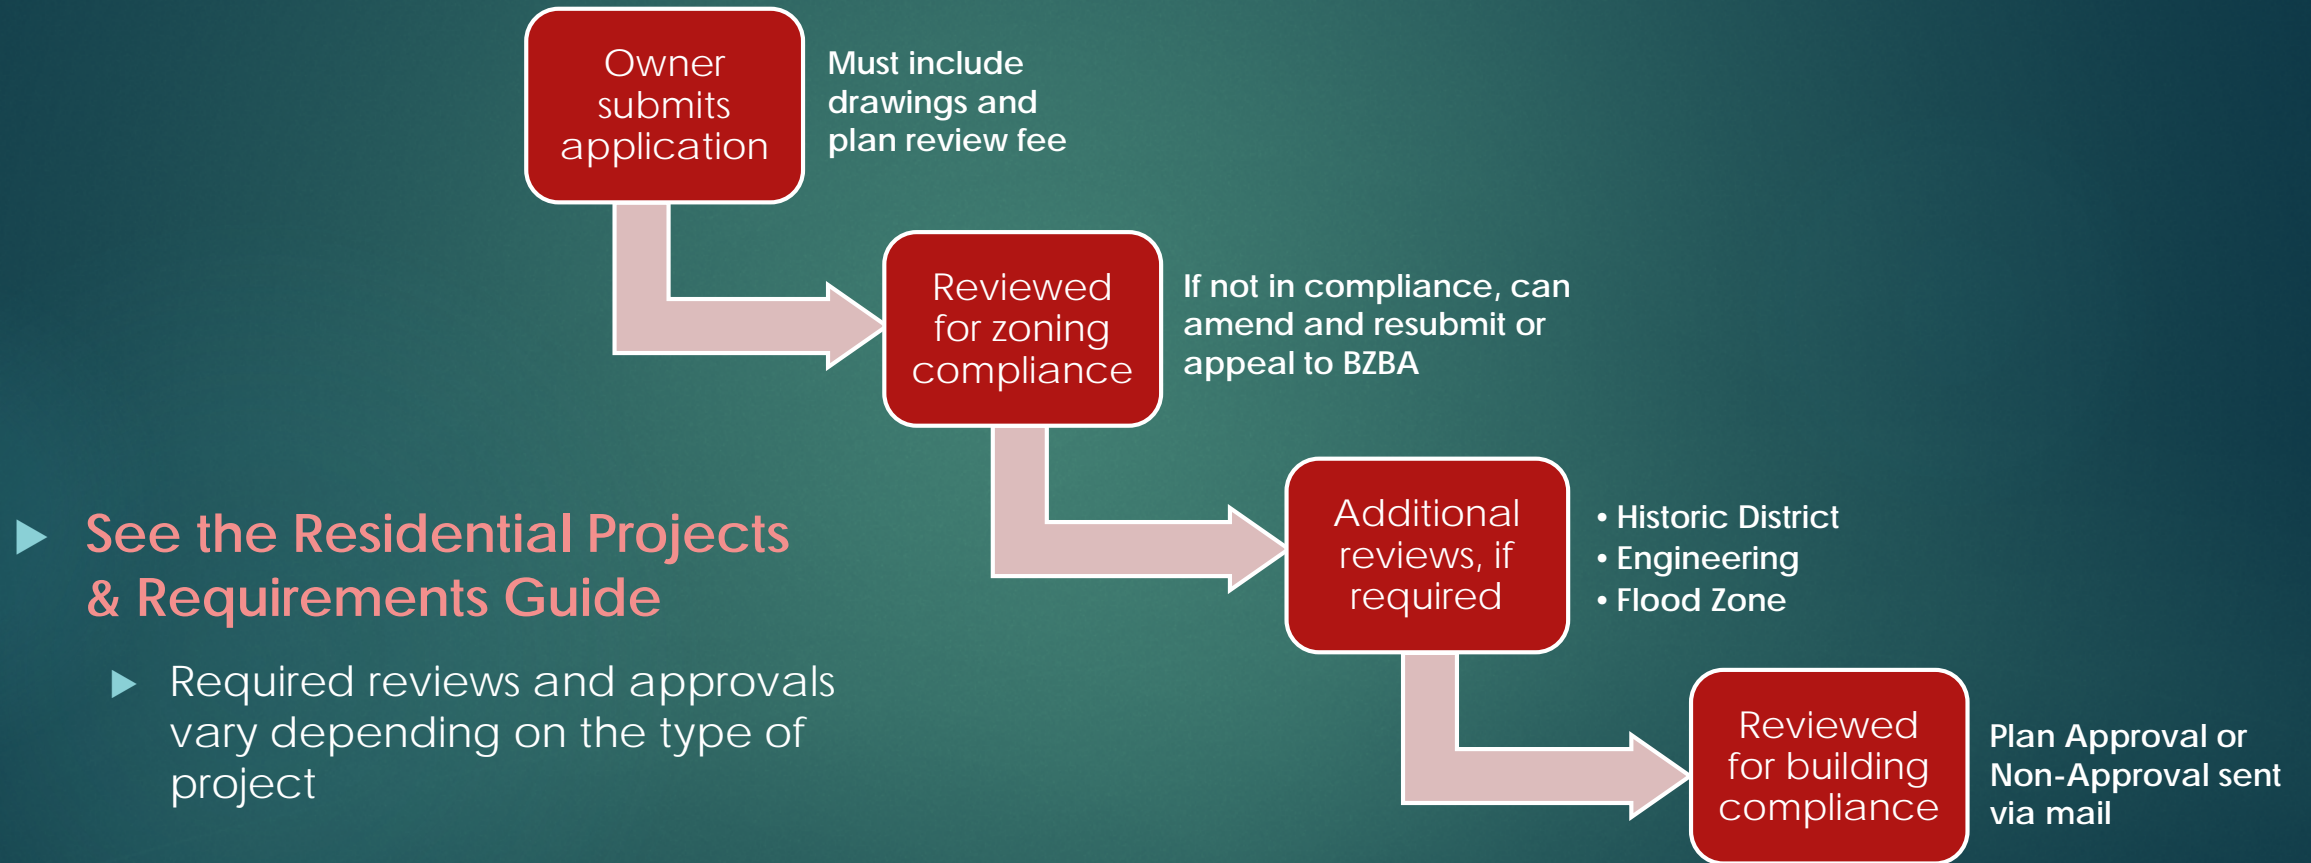 Owner
submits
application
Must include
drawings and
plan review fee
Reviewed
for zoning
compliance
If not in compliance, can
amend and resubmit or
appeal to BZBA
Additional
reviews, if
required
• Historic District
• Engineering
• Flood Zone
Reviewed
for building
compliance
Plan Approval or
Non-Approval sent
via mail
See the Residential Projects
& Requirements Guide
Required reviews and approvals
vary depending on the type of
project